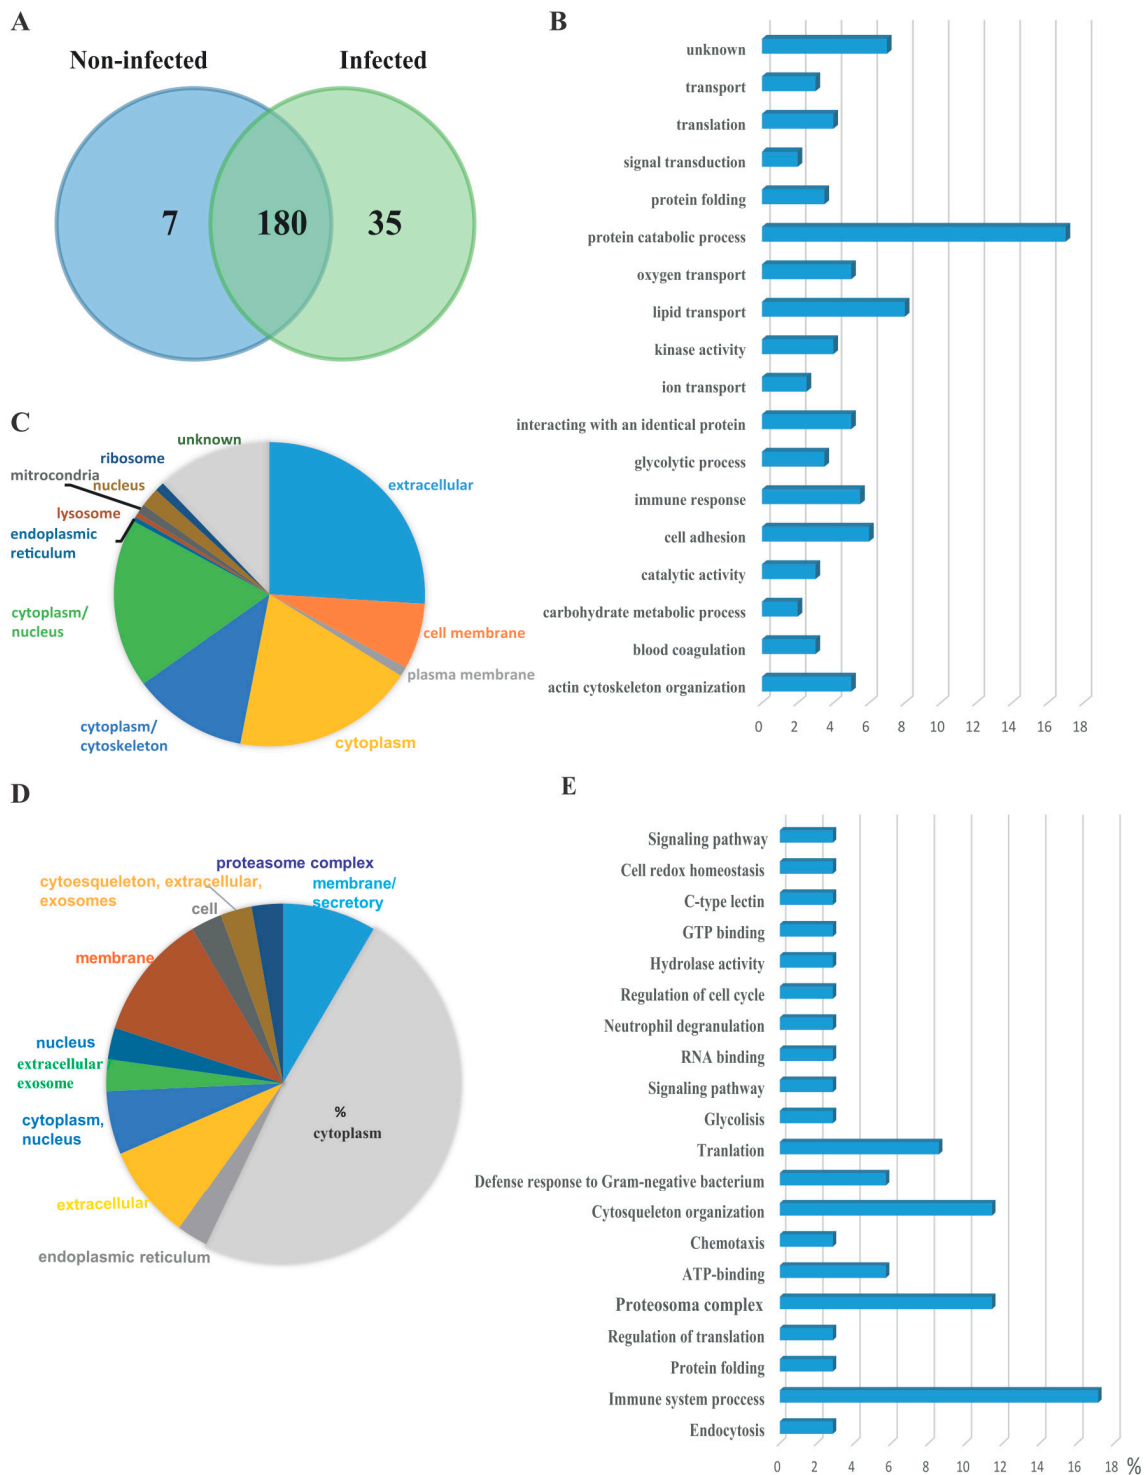 A
Non-infected
Infected
7
180
35
B
unknown
transport
translation
signal transduction
protein folding
protein catabolic process
oxygen transport
lipid transport
kinase activity
ion transport
interacting with an identical protein
glycolytic process
immune response
cell adhesion
catalytic activity
carbohydrate metabolic process
blood coagulation
actin cytoskeleton organization
0 2 4 6 8 10 12 14 16 18
C
unknown
ribosome
mitrocondria
nucleus
lysosome
endoplasmic
reticulum
cytoplasm/
nucleus
cytoplasm/
cytoskeleton
extracellular
cell membrane
plasma membrane
cytoplasm
D
proteasome complex
cytoesqueleton, extracellular,
exosomes
membrane/
secretory
cell
membrane
nucleus
extracellular
exosome
cytoplasm,
nucleus
extracellular
endoplasmic reticulum
%
cytoplasm
E
Signaling pathway
Cell redox homeostasis
C-type lectin
GTP binding
Hydrolase activity
Regulation of cell cycle
Neutrophil degranulation
RNA binding
Signaling pathway
Glycolisis
Tranlation
Defense response to Gram-negative bacterium
Cytosqueleton organization
Chemotaxis
ATP-binding
Proteosoma complex
Regulation of translation
Protein folding
Immune system proccess
Endocytosis
0 2 4 6 8 10 12 14 16 18 %